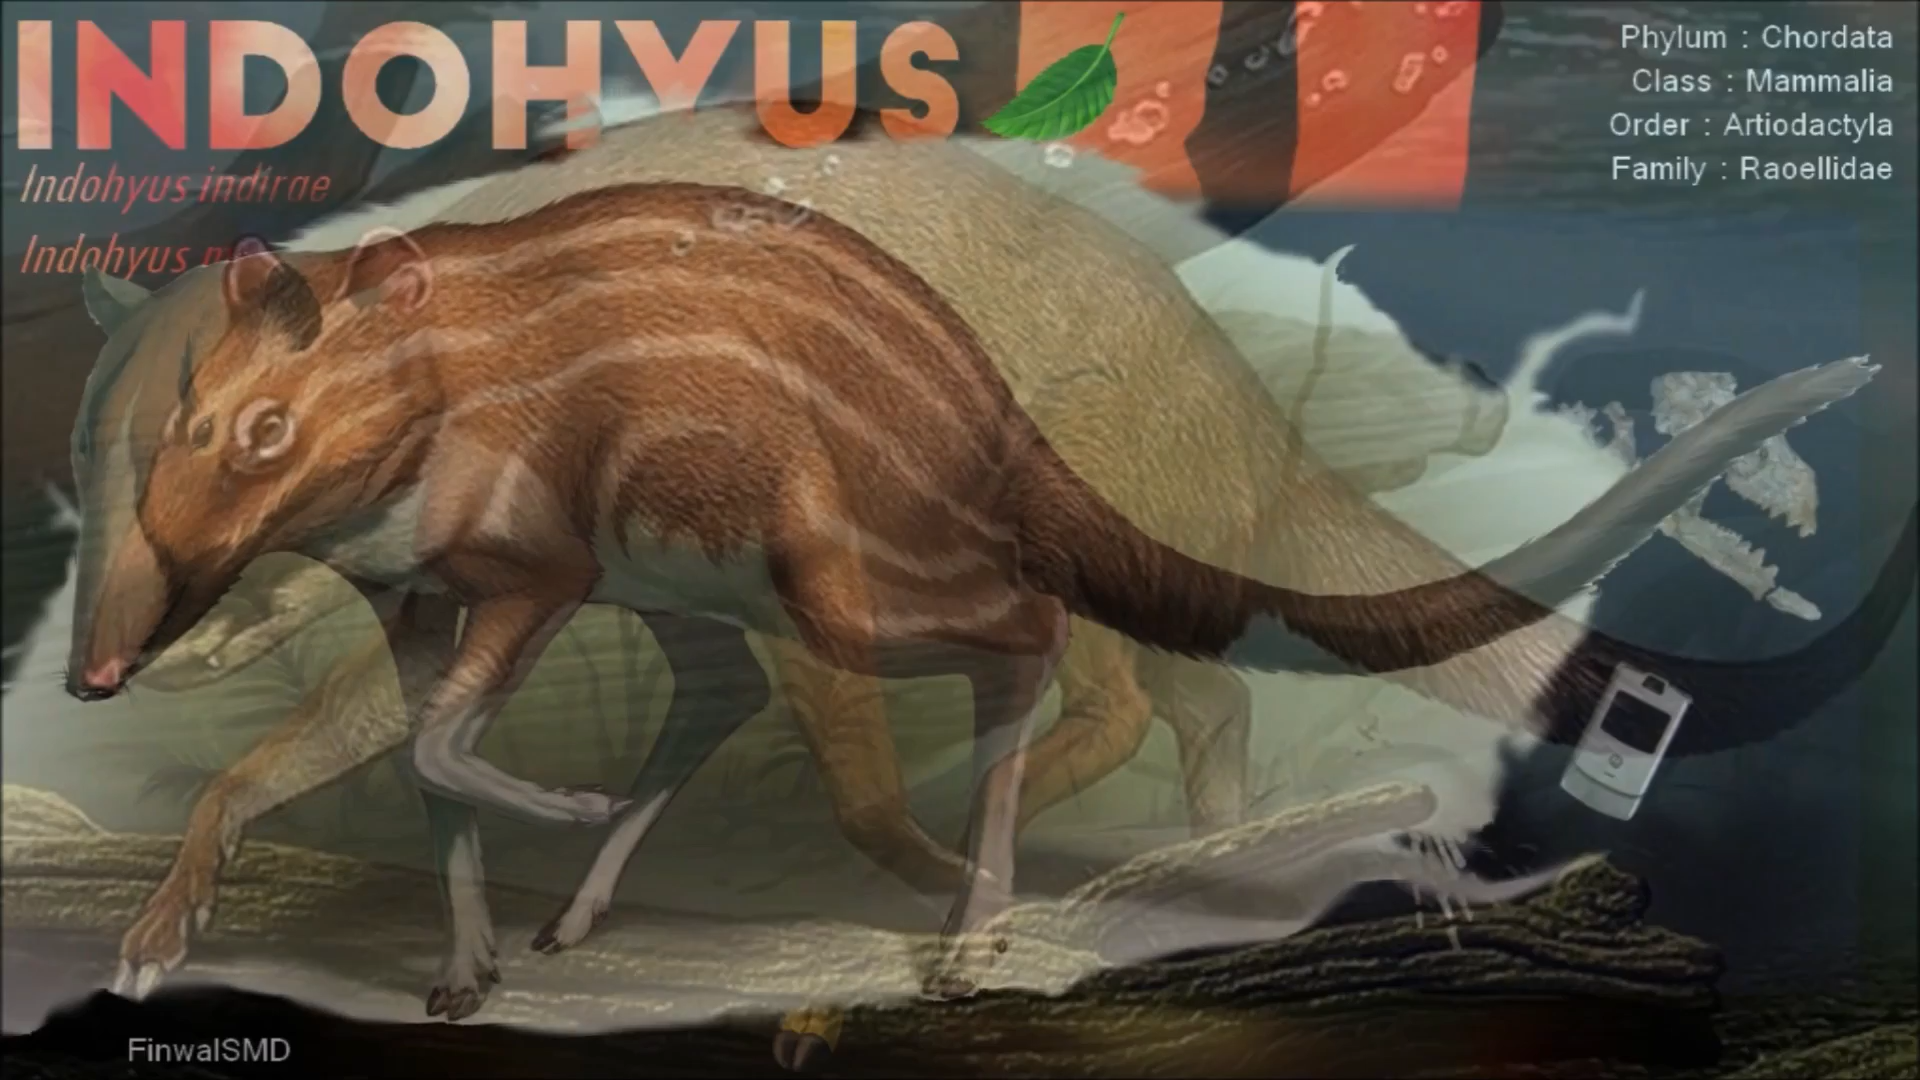 INDOHYUS
Indohyus indirae
Indohyus
Phylum : Chordata
Class : Mammalia
Order : Artiodactyla
Family : Raoellidae
FinwalSMD